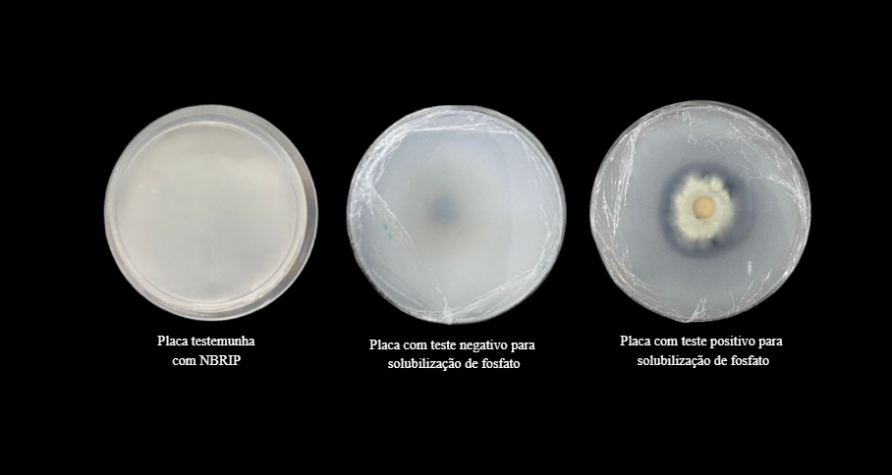 Placa testemunha
com NBRIP
Placa com teste negativo para
solubilização de fosfato
Placa com teste positivo para
solubilização de fosfato